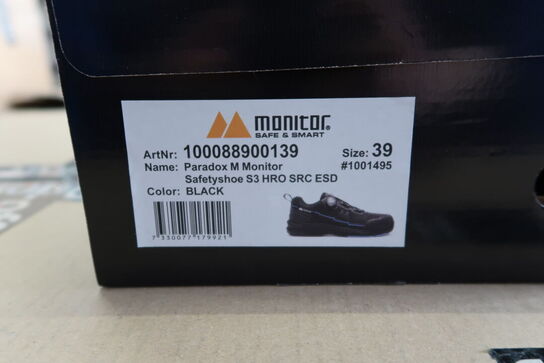 monitor
SAFE & SMART
ArtNr: 100088900139 Size: 39
Name: Paradox M Monitor #1001495
Safetyshoe S3 HRO SRC ESD
Color: BLACK
7 330077 179921